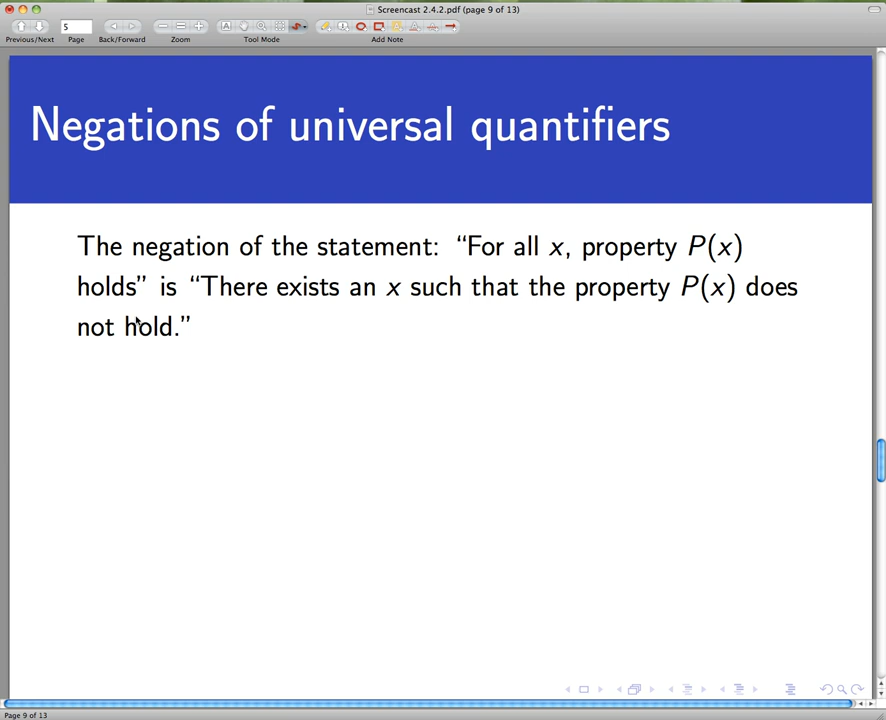 Screencast 2.4.2.pdf (page 9 of 13)
5
Previous/Next Page Back/Forward Zoom Tool Mode Add Note
Negations of universal quantifiers
The negation of the statement: “For all x, property P(x)
holds” is “There exists an x such that the property P(x) does
not hold.”
Page 9 of 13